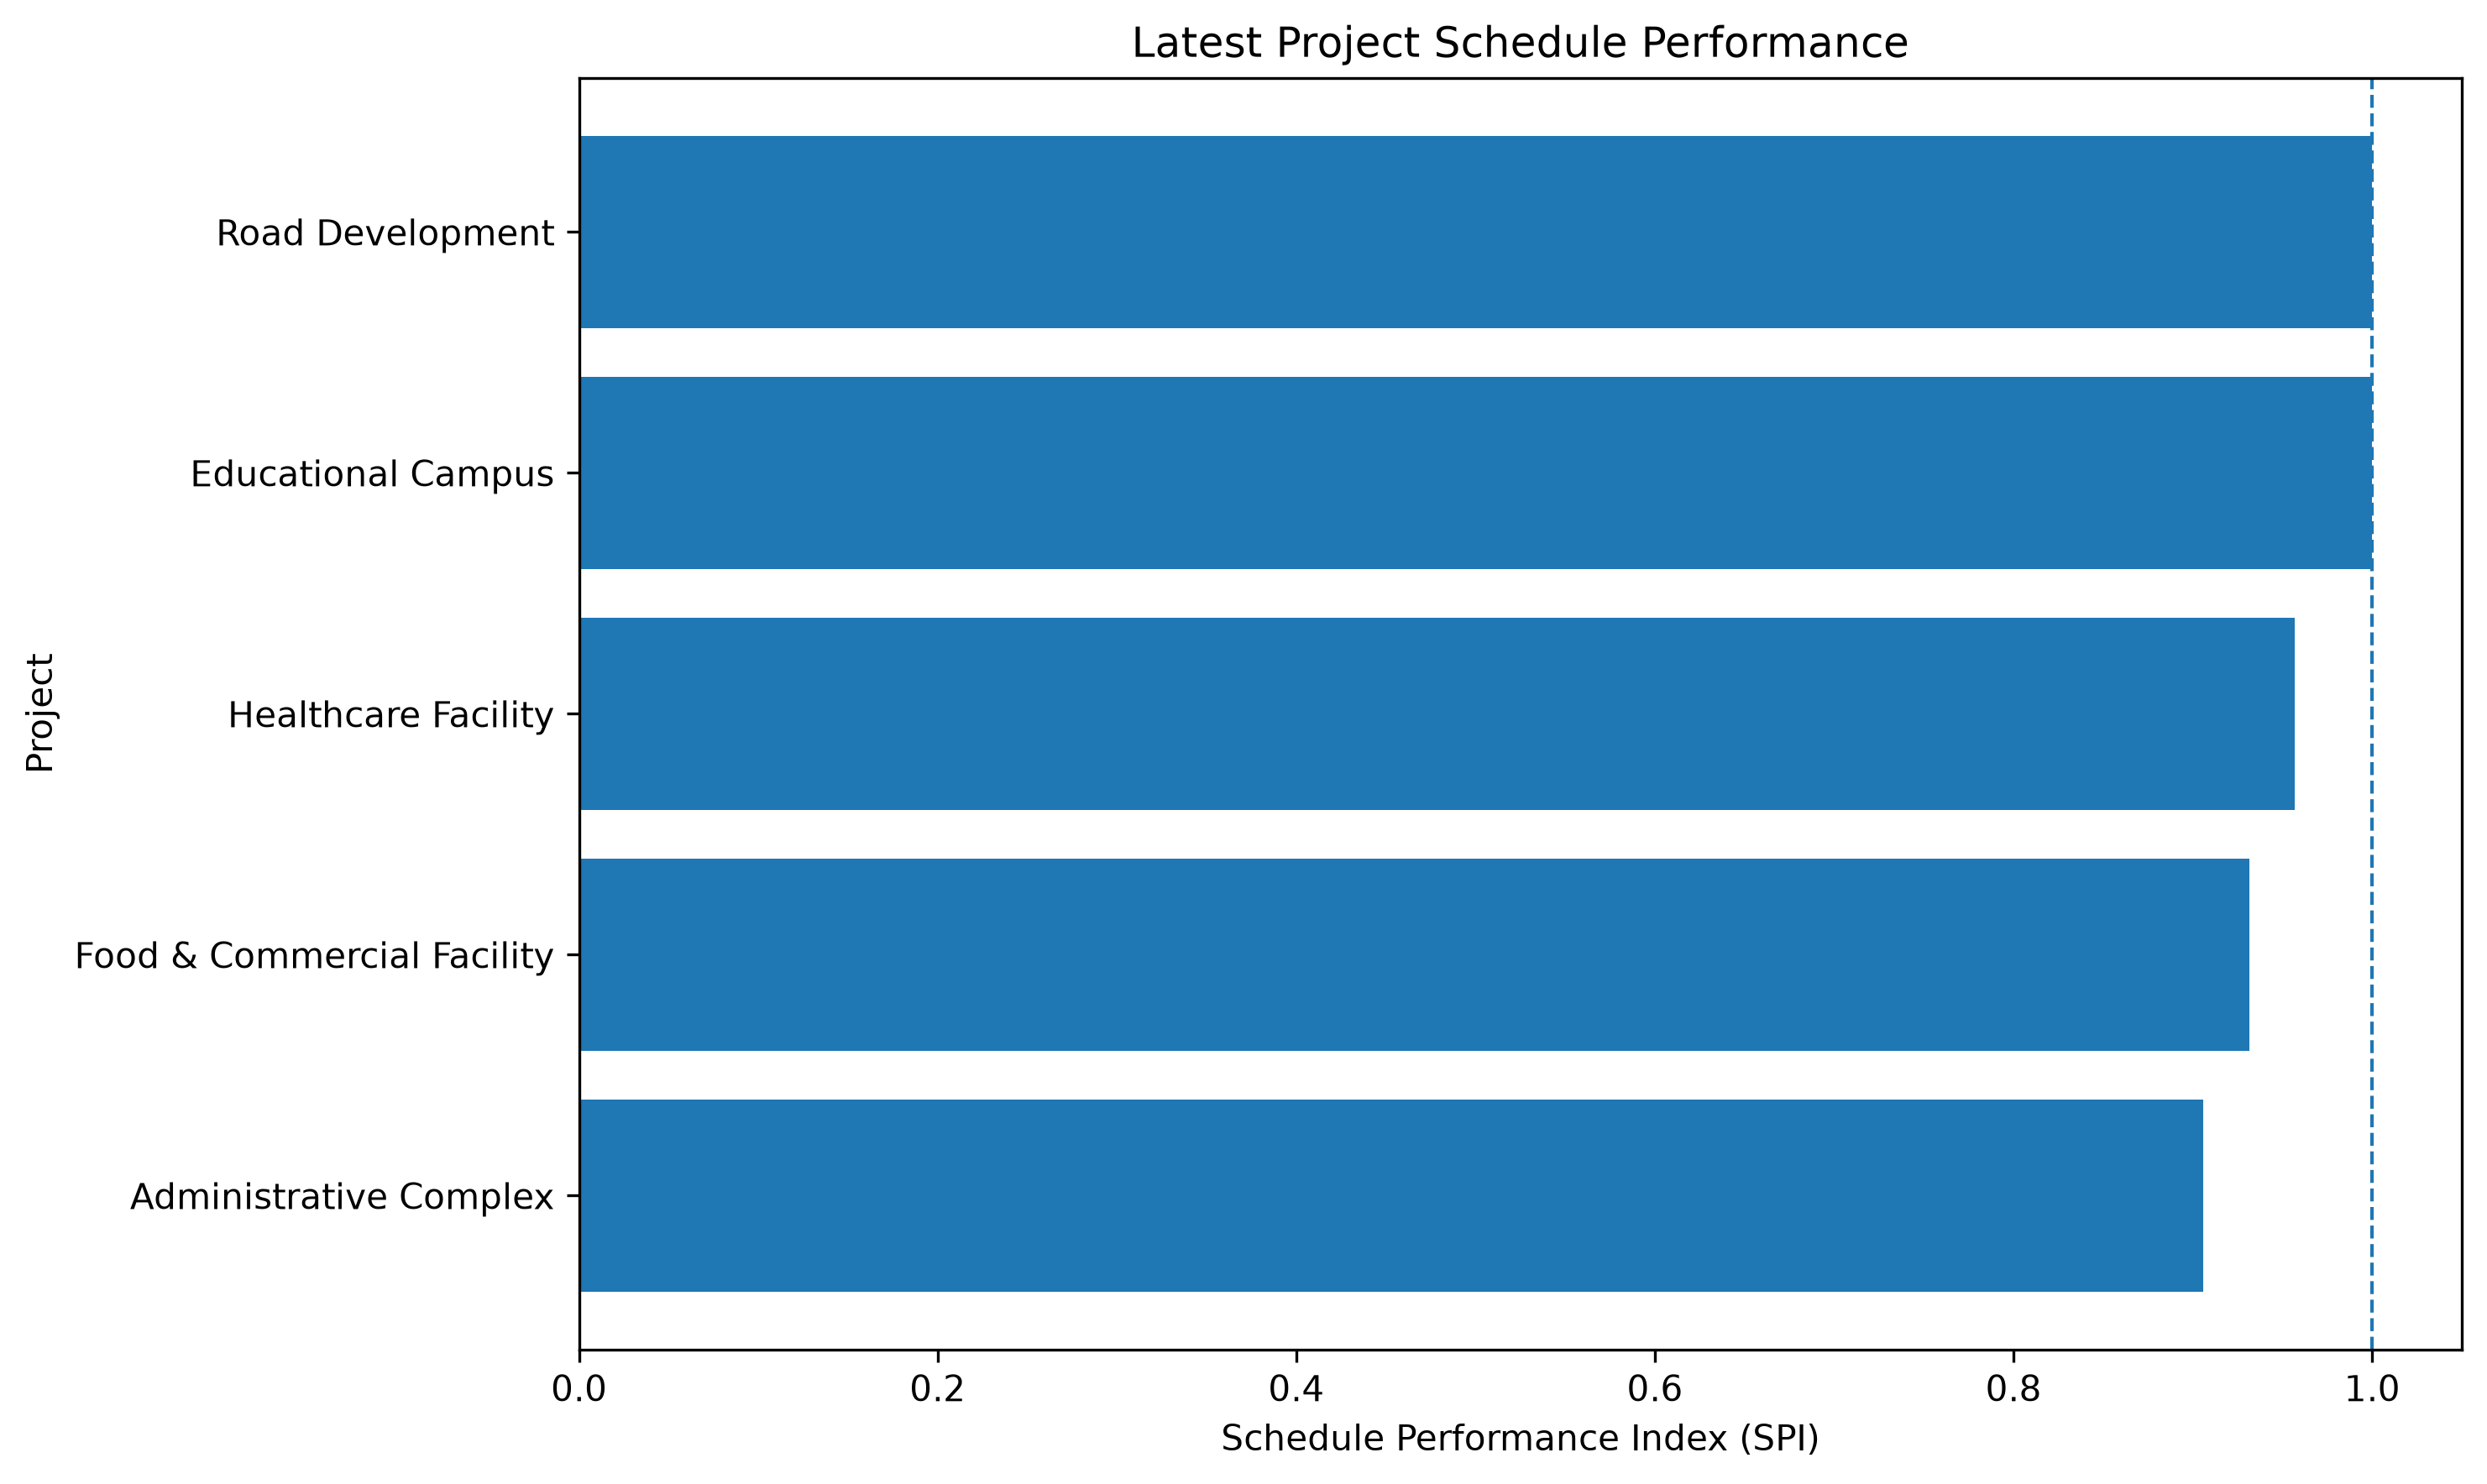 Latest Project Schedule Performance
Road Development
Educational Campus
Healthcare Facility
Food & Commercial Facility
Administrative Complex
Project
0.0 0.2 0.4 0.6 0.8 1.0
Schedule Performance Index (SPI)